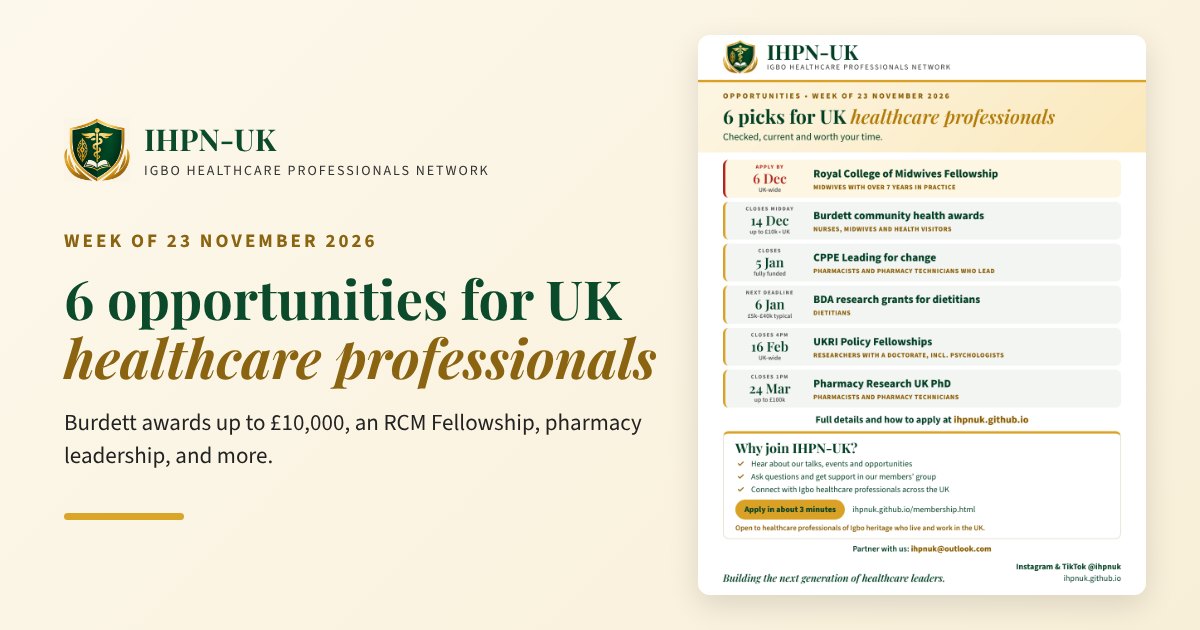 IHPN-UK
IGBO HEALTHCARE PROFESSIONALS NETWORK
WEEK OF 23 NOVEMBER 2026
6 opportunities for UK
healthcare professionals
Burdett awards up to £10,000, an RCM Fellowship, pharmacy
leadership, and more.
IHPN-UK
IGBO HEALTHCARE PROFESSIONALS NETWORK
OPPORTUNITIES • WEEK OF 23 NOVEMBER 2026
6 picks for UK healthcare professionals
Checked, current and worth your time.
APPLY BY
6 Dec
UK-wide
Royal College of Midwives Fellowship
MIDWIVES WITH OVER 7 YEARS IN PRACTICE
CLOSES MIDDAY
14 Dec
up to £10k • UK
Burdett community health awards
NURSES, MIDWIVES AND HEALTH VISITORS
CLOSES
5 Jan
fully funded
CPPE Leading for change
PHARMACISTS AND PHARMACY TECHNICIANS WHO LEAD
NEXT DEADLINE
6 Jan
£5k-£40k typical
BDA research grants for dietitians
DIETITIANS
CLOSES 4PM
16 Feb
UK-wide
UKRI Policy Fellowships
RESEARCHERS WITH A DOCTORATE, INCL. PSYCHOLOGISTS
CLOSES 1PM
24 Mar
up to £100k
Pharmacy Research UK PhD
PHARMACISTS AND PHARMACY TECHNICIANS
Full details and how to apply at ihpnuk.github.io
Why join IHPN-UK?
✓ Hear about our talks, events and opportunities
✓ Ask questions and get support in our members' group
✓ Connect with Igbo healthcare professionals across the UK
Apply in about 3 minutes ihpnuk.github.io/membership.html
Open to healthcare professionals of Igbo heritage who live and work in the UK.
Partner with us: ihpnuk@outlook.com
Instagram & TikTok @ihpnuk
Building the next generation of healthcare leaders.
ihpnuk.github.io